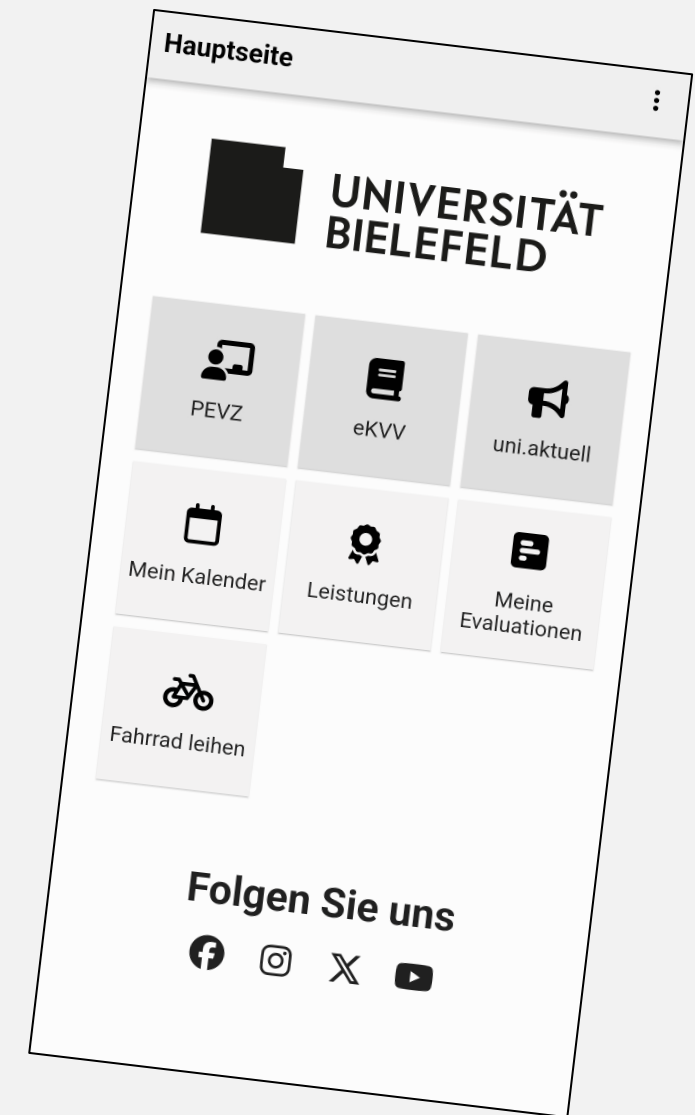 Hauptseite
UNIVERSITÄT
BIELEFELD
PEVZ
eKVV
uni.aktuell
Mein Kalender
Leistungen
Meine
Evaluationen
Fahrrad leihen
Folgen Sie uns